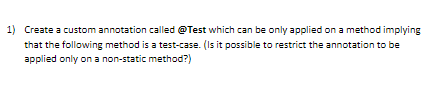 1) Create a custom annotation called @Test which can be only applied on a method implying
that the following method is a test-case. (Is it possible to restrict the annotation to be
applied only on a non-static method?)